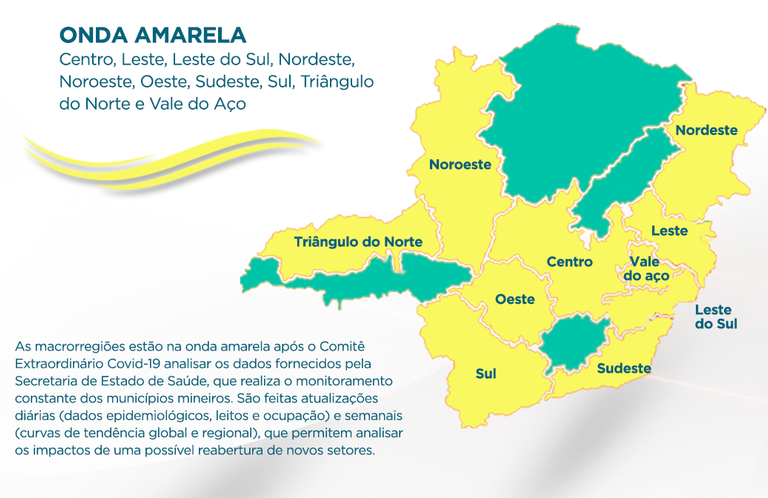 ONDA AMARELA
Centro, Leste, Leste do Sul, Nordeste,
Noroeste, Oeste, Sudeste, Sul, Triângulo
do Norte e Vale do Aço
Nordeste
Noroeste
Leste
Triângulo do Norte
Centro
Vale
do aço
Oeste
Leste
do Sul
Sudeste
Sul
As macrorregiões estão na onda amarela após o Comitê
Extraordinário Covid-19 analisar os dados fornecidos pela
Secretaria de Estado de Saúde, que realiza o monitoramento
constante dos municípios mineiros. São feitas atualizações
diárias (dados epidemiológicos, leitos e ocupação) e semanais
(curvas de tendência global e regional), que permitem analisar
os impactos de uma possível reabertura de novos setores.